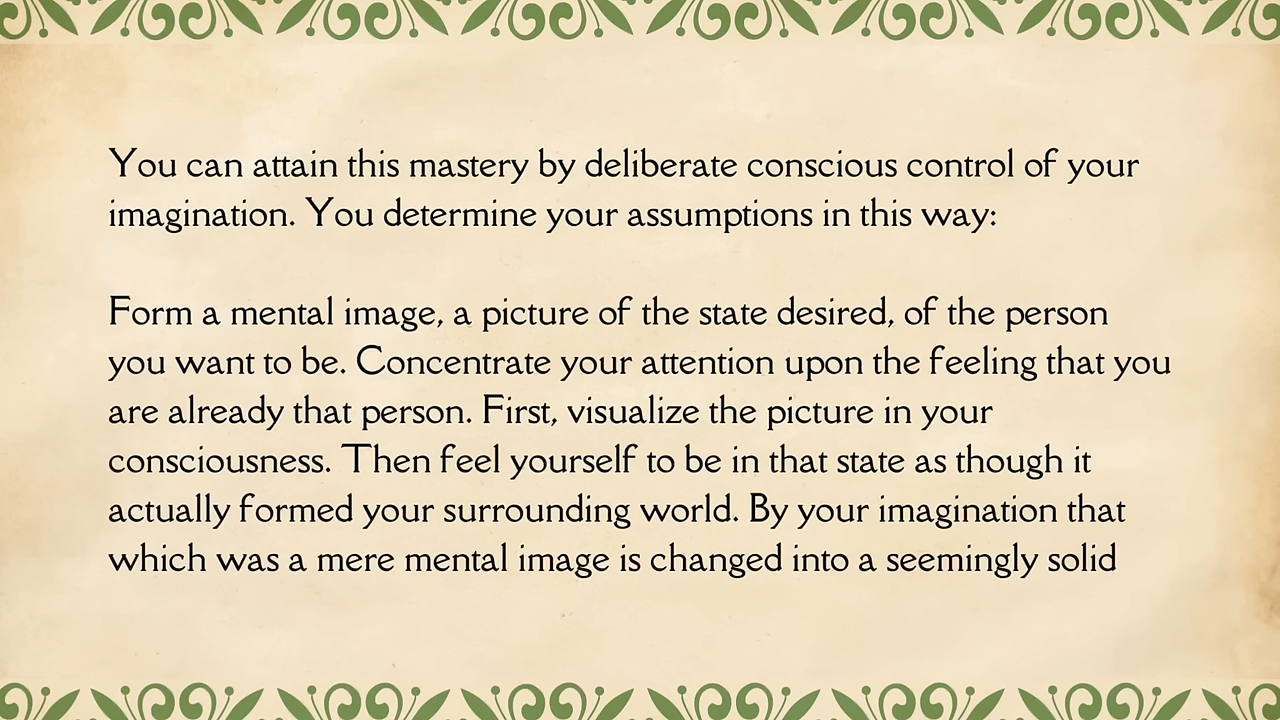 You can attain this mastery by deliberate conscious control of your
imagination. You determine your assumptions in this way:
Form a mental image, a picture of the state desired, of the person
you want to be. Concentrate your attention upon the feeling that you
are already that person. First, visualize the picture in your
consciousness. Then feel yourself to be in that state as though it
actually formed your surrounding world. By your imagination that
which was a mere mental image is changed into a seemingly solid